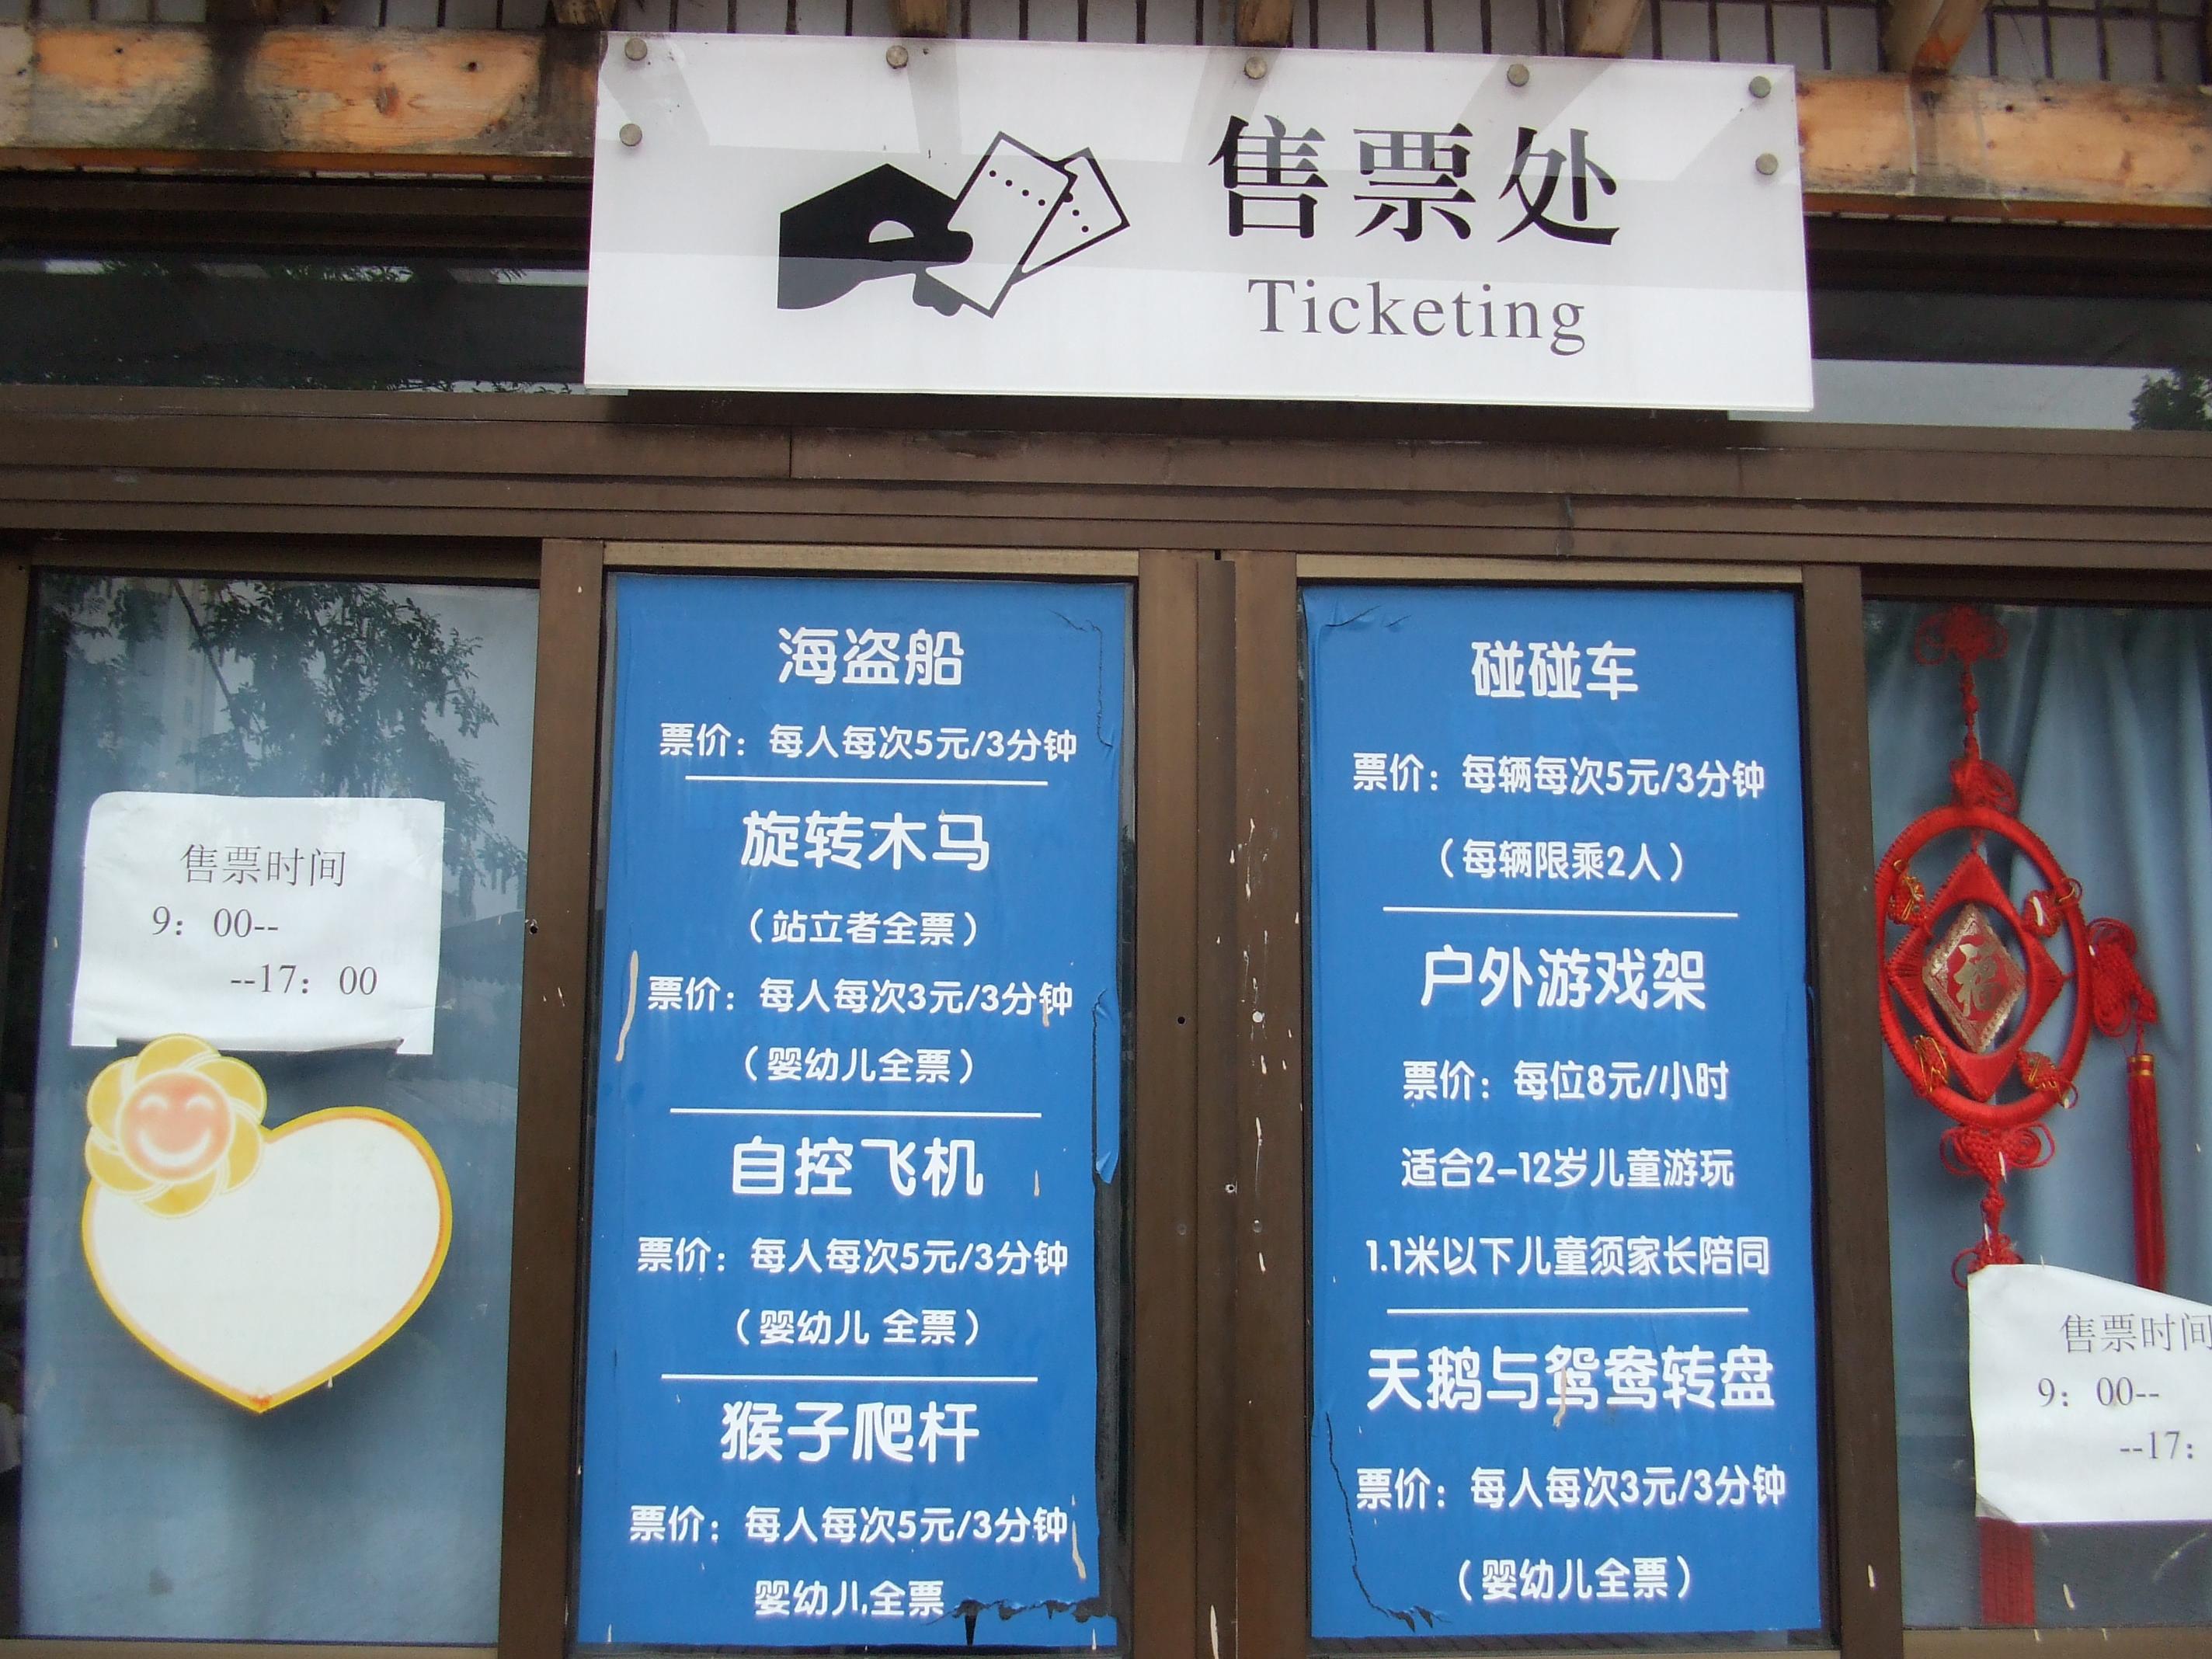 售票处
Ticketing
售票时间
9：00--
--17：00
海盗船
票价：每人每次5元/3分钟
旋转木马
（站立者全票）
票价：每人每次3元/3分钟
（婴幼儿全票）
自控飞机
票价：每人每次5元/3分钟
（婴幼儿 全票）
猴子爬杆
票价：每人每次5元/3分钟
婴幼儿全票
碰碰车
票价：每辆每次5元/3分钟
（每辆限乘2人）
户外游戏架
票价：每位8元/小时
适合2-12岁儿童游玩
1.1米以下儿童须家长陪同
天鹅与鸳鸯转盘
票价：每人每次3元/3分钟
（婴幼儿全票）
福
售票时间
9：00--
--17：